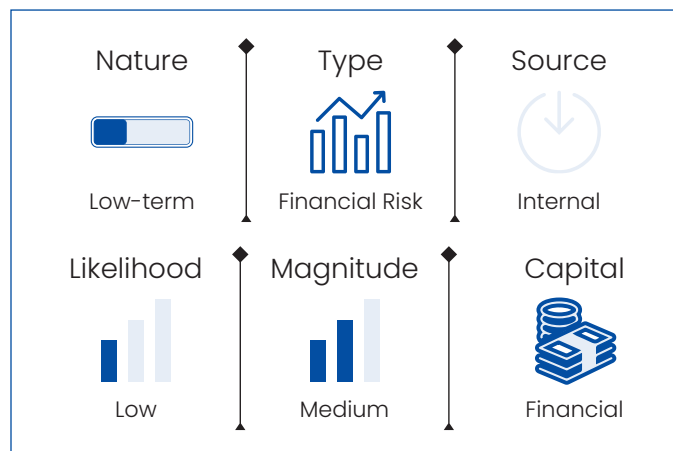 Nature
Type
Source
Low-term
Financial Risk
Internal
Likelihood
Magnitude
Capital
Low
Medium
Financial